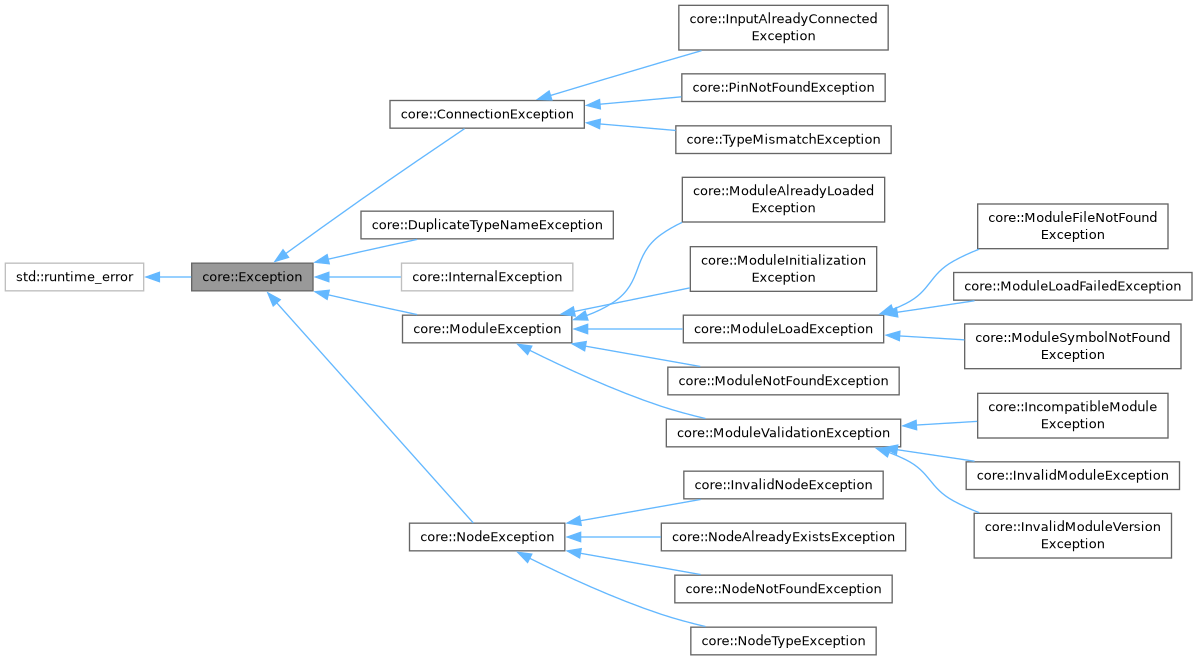 core::InputAlreadyConnected
Exception
core::PinNotFoundException
core::ConnectionException
core::TypeMismatchException
core::ModuleAlreadyLoaded
Exception
core::DuplicateTypeNameException
core::ModuleFileNotFound
Exception
core::ModuleInitialization
Exception
std::runtime_error
core::Exception
core::InternalException
core::ModuleLoadFailedException
core::ModuleException
core::ModuleLoadException
core::ModuleSymbolNotFound
Exception
core::ModuleNotFoundException
core::IncompatibleModule
Exception
core::ModuleValidationException
core::InvalidModuleException
core::InvalidNodeException
core::InvalidModuleVersion
Exception
core::NodeException
core::NodeAlreadyExistsException
core::NodeNotFoundException
core::NodeTypeException